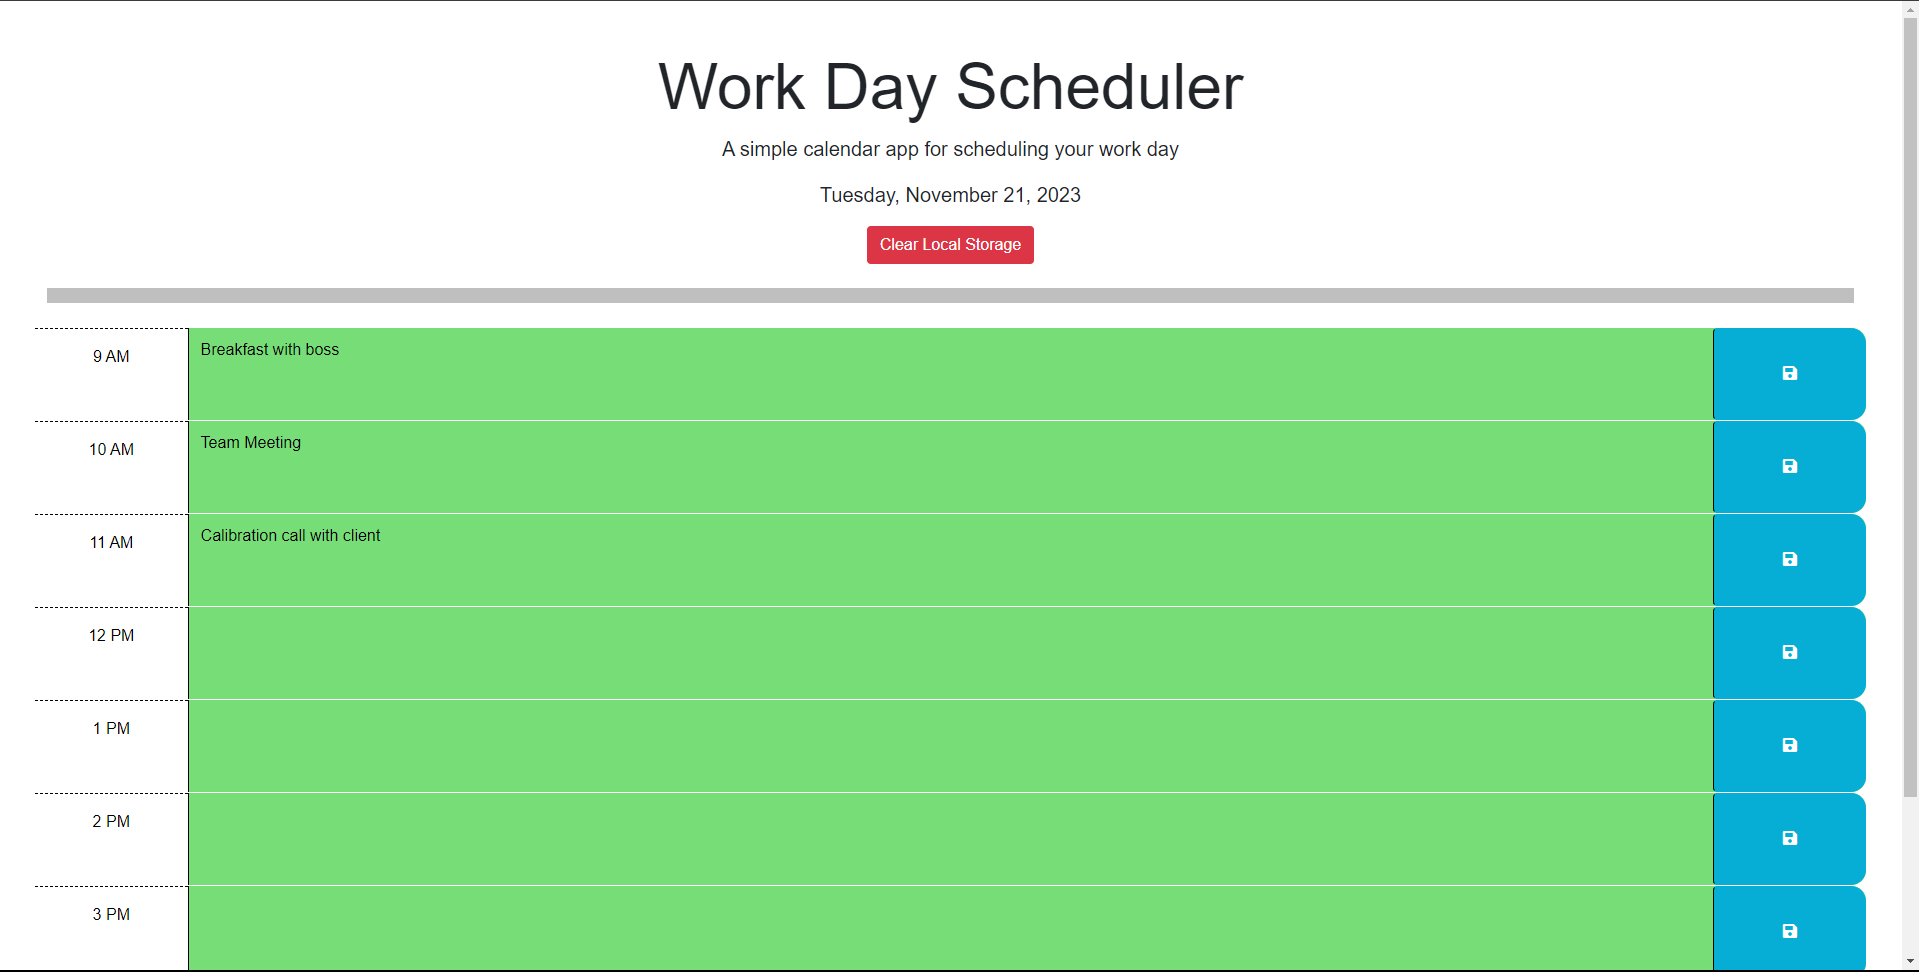 Work Day Scheduler
A simple calendar app for scheduling your work day
Tuesday, November 21, 2023
Clear Local Storage
9 AM
Breakfast with boss
10 AM
Team Meeting
11 AM
Calibration call with client
12 PM
1 PM
2 PM
3 PM